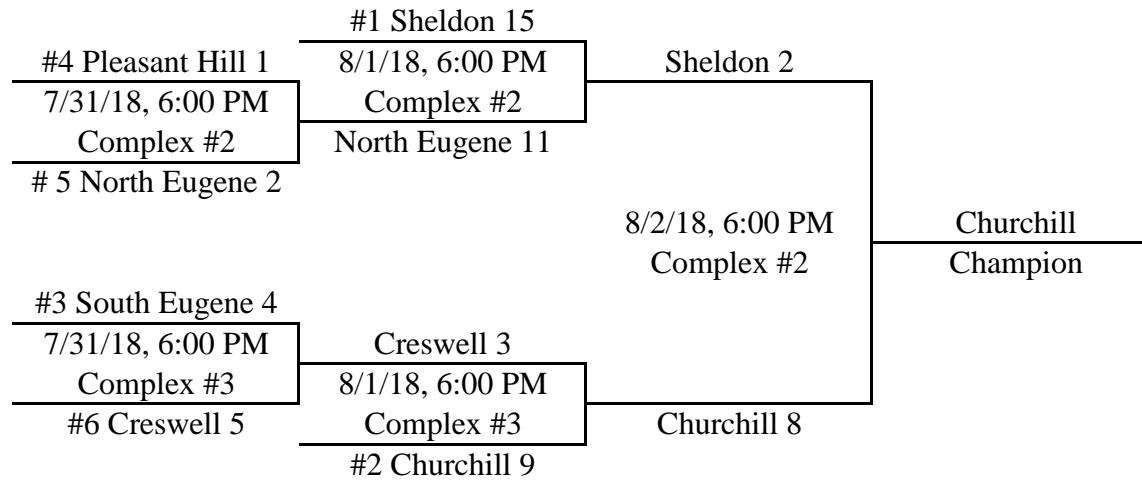 #1 Sheldon 15
#4 Pleasant Hill 1
8/1/18, 6:00 PM
Sheldon 2
7/31/18, 6:00 PM
Complex #2
Complex #2
North Eugene 11
# 5 North Eugene 2
8/2/18, 6:00 PM
Churchill
Complex #2
Champion
#3 South Eugene 4
7/31/18, 6:00 PM
Creswell 3
Complex #3
8/1/18, 6:00 PM
#6 Creswell 5
Complex #3
Churchill 8
#2 Churchill 9